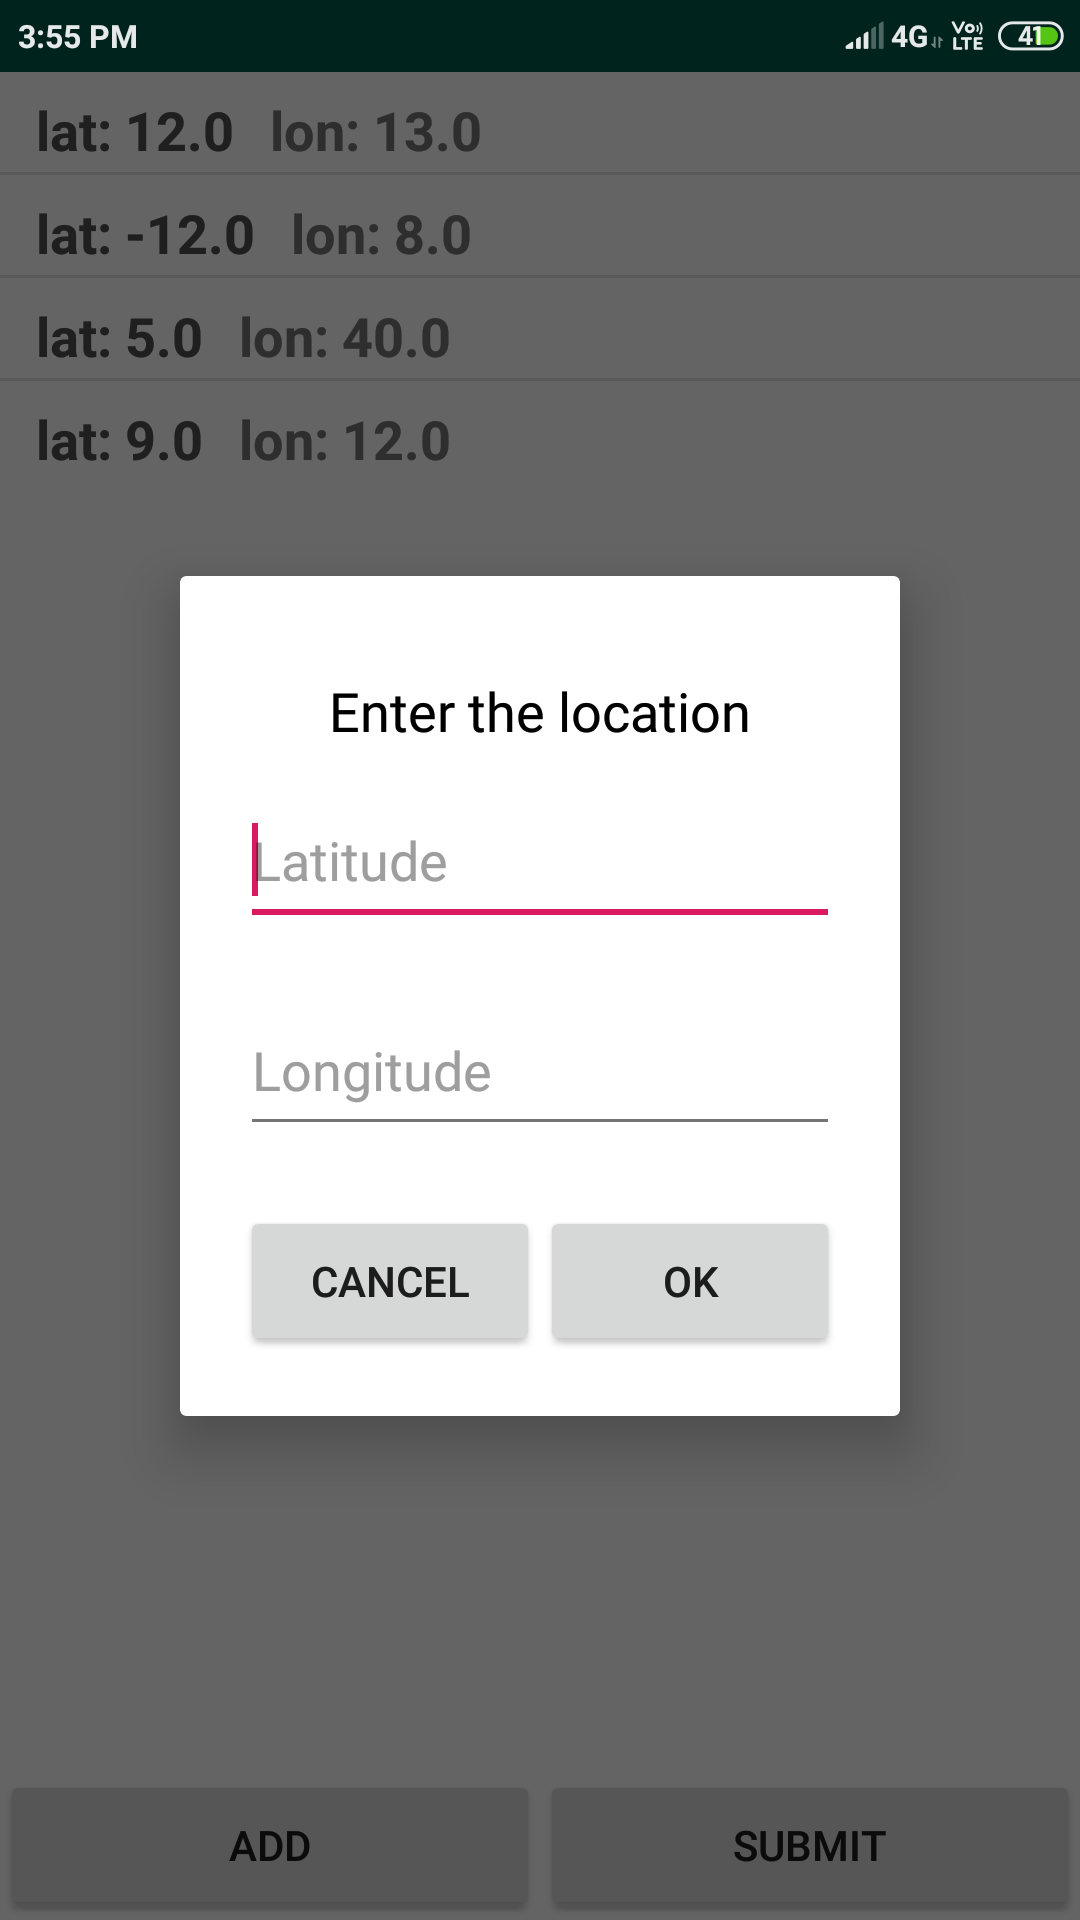 3:55 PM 4G VoLTE 41
lat: 12.0 lon: 13.0
lat: -12.0 lon: 8.0
lat: 5.0 lon: 40.0
lat: 9.0 lon: 12.0
Enter the location
Latitude
Longitude
CANCEL OK
ADD SUBMIT